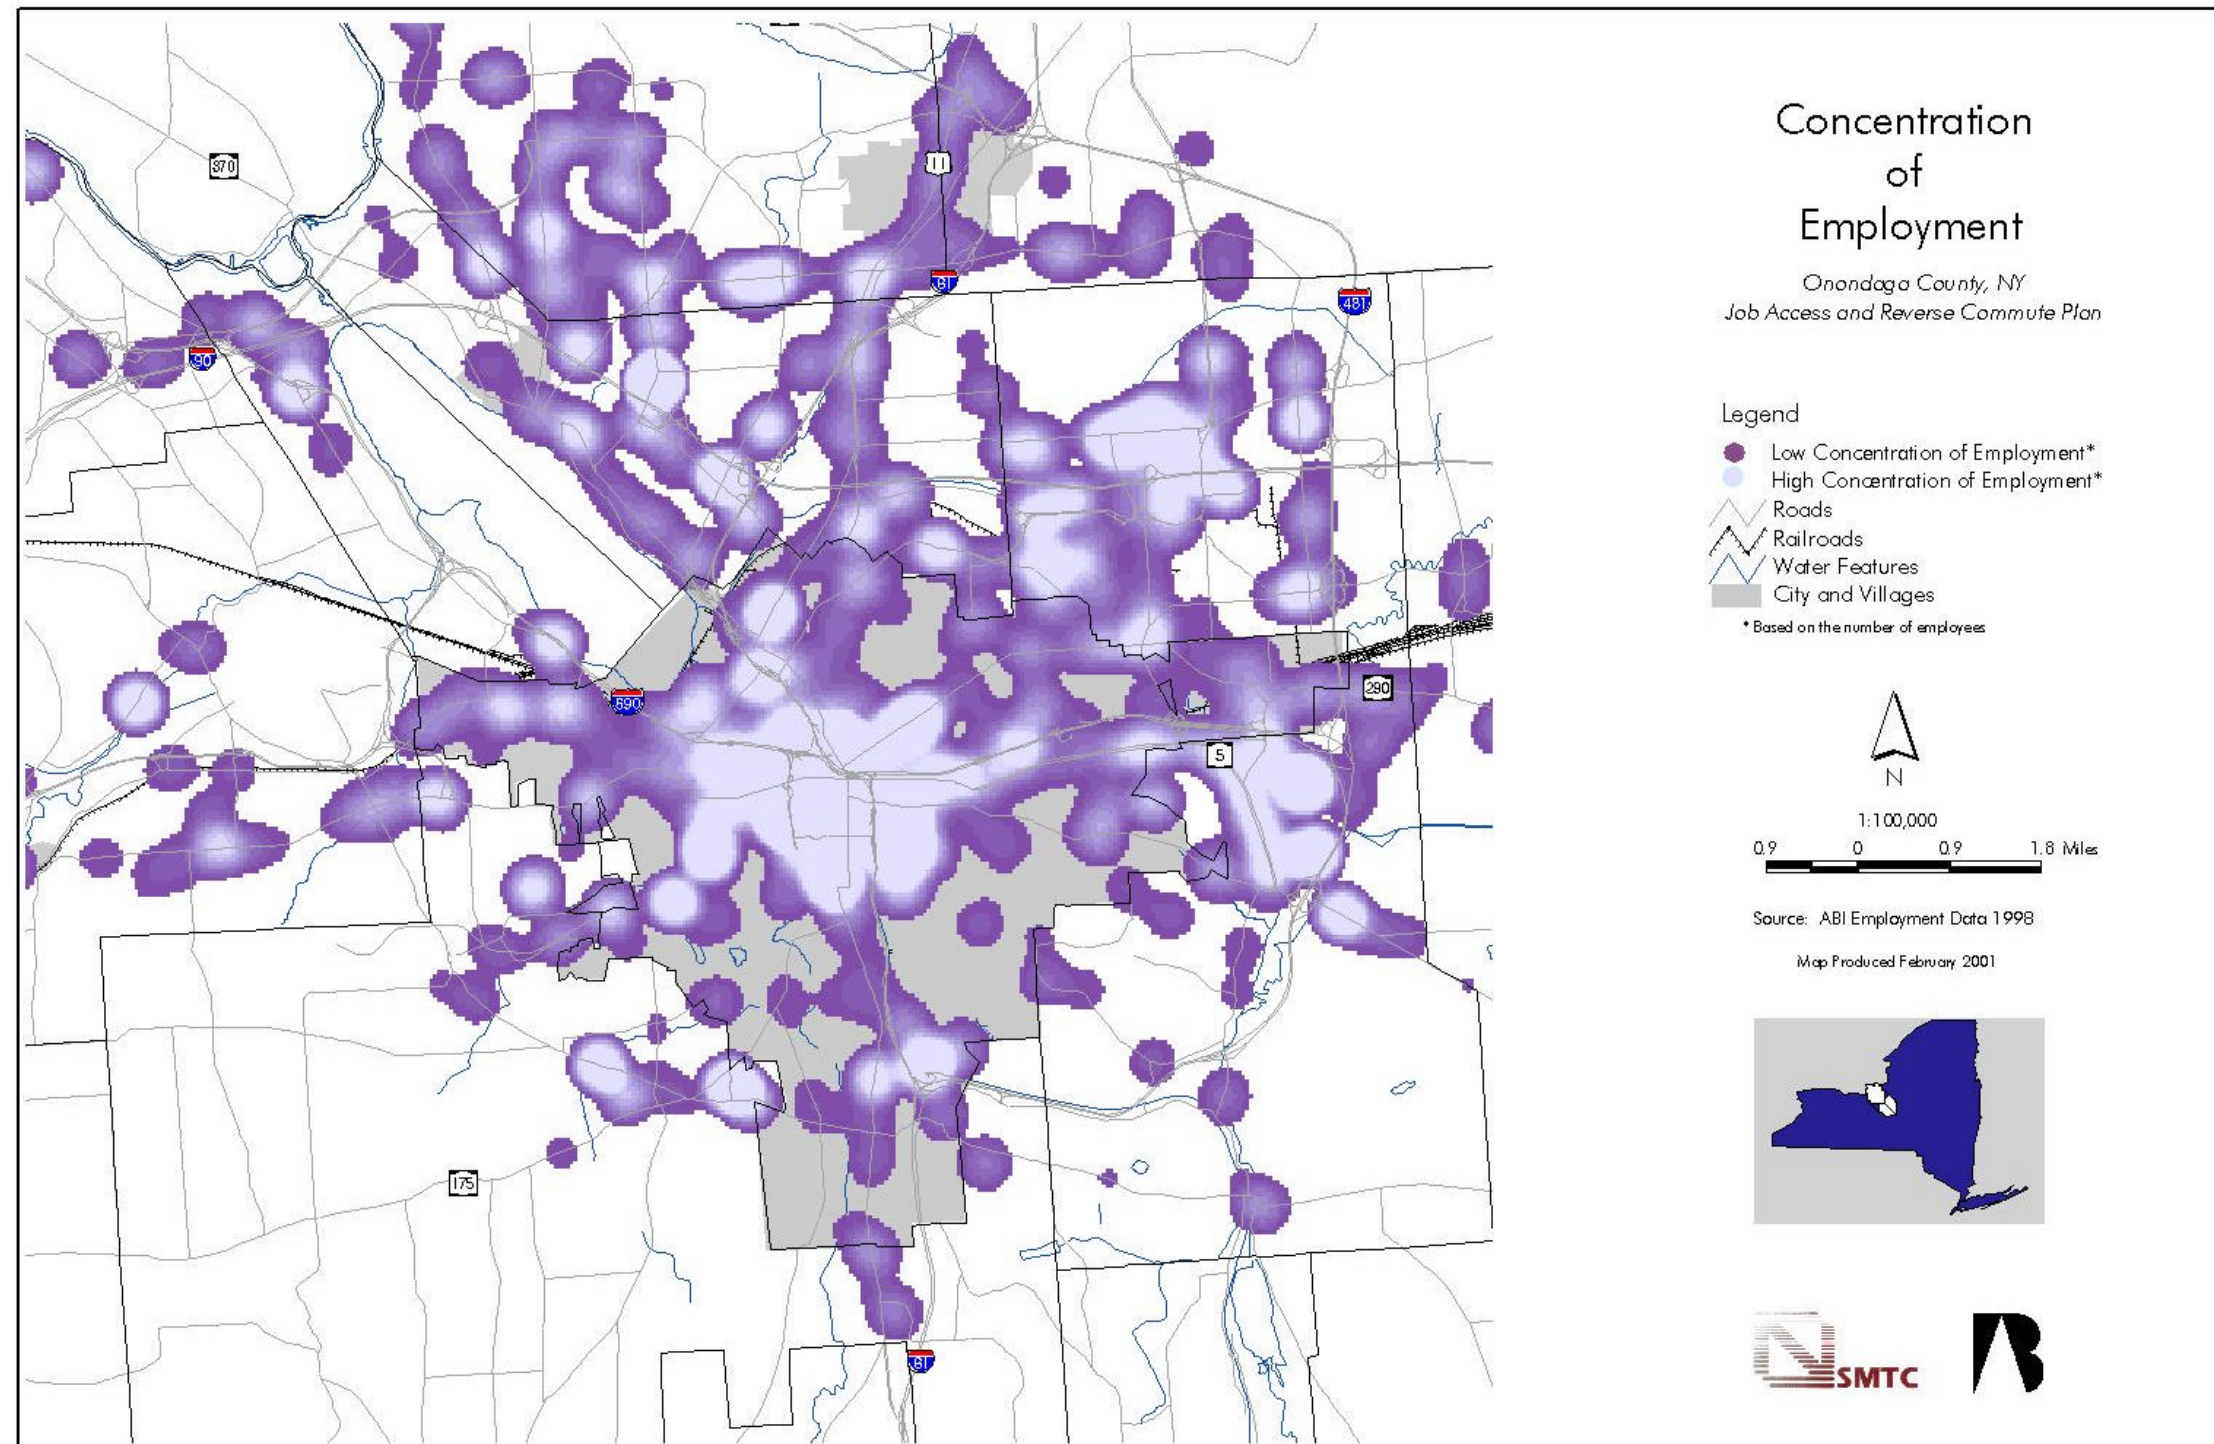 Concentration
of
Employment
Onondaga County, NY
Job Access and Reverse Commute Plan
Legend
Low Concentration of Employment*
High Concentration of Employment*
Roads
Railroads
Water Features
City and Villages
* Based on the number of employees
N
1:100,000
0.9 0 0.9 1.8 Miles
Source: ABI Employment Data 1998
Map Produced February 2001
SMTC
370
11
81
481
90
690
290
5
175
81